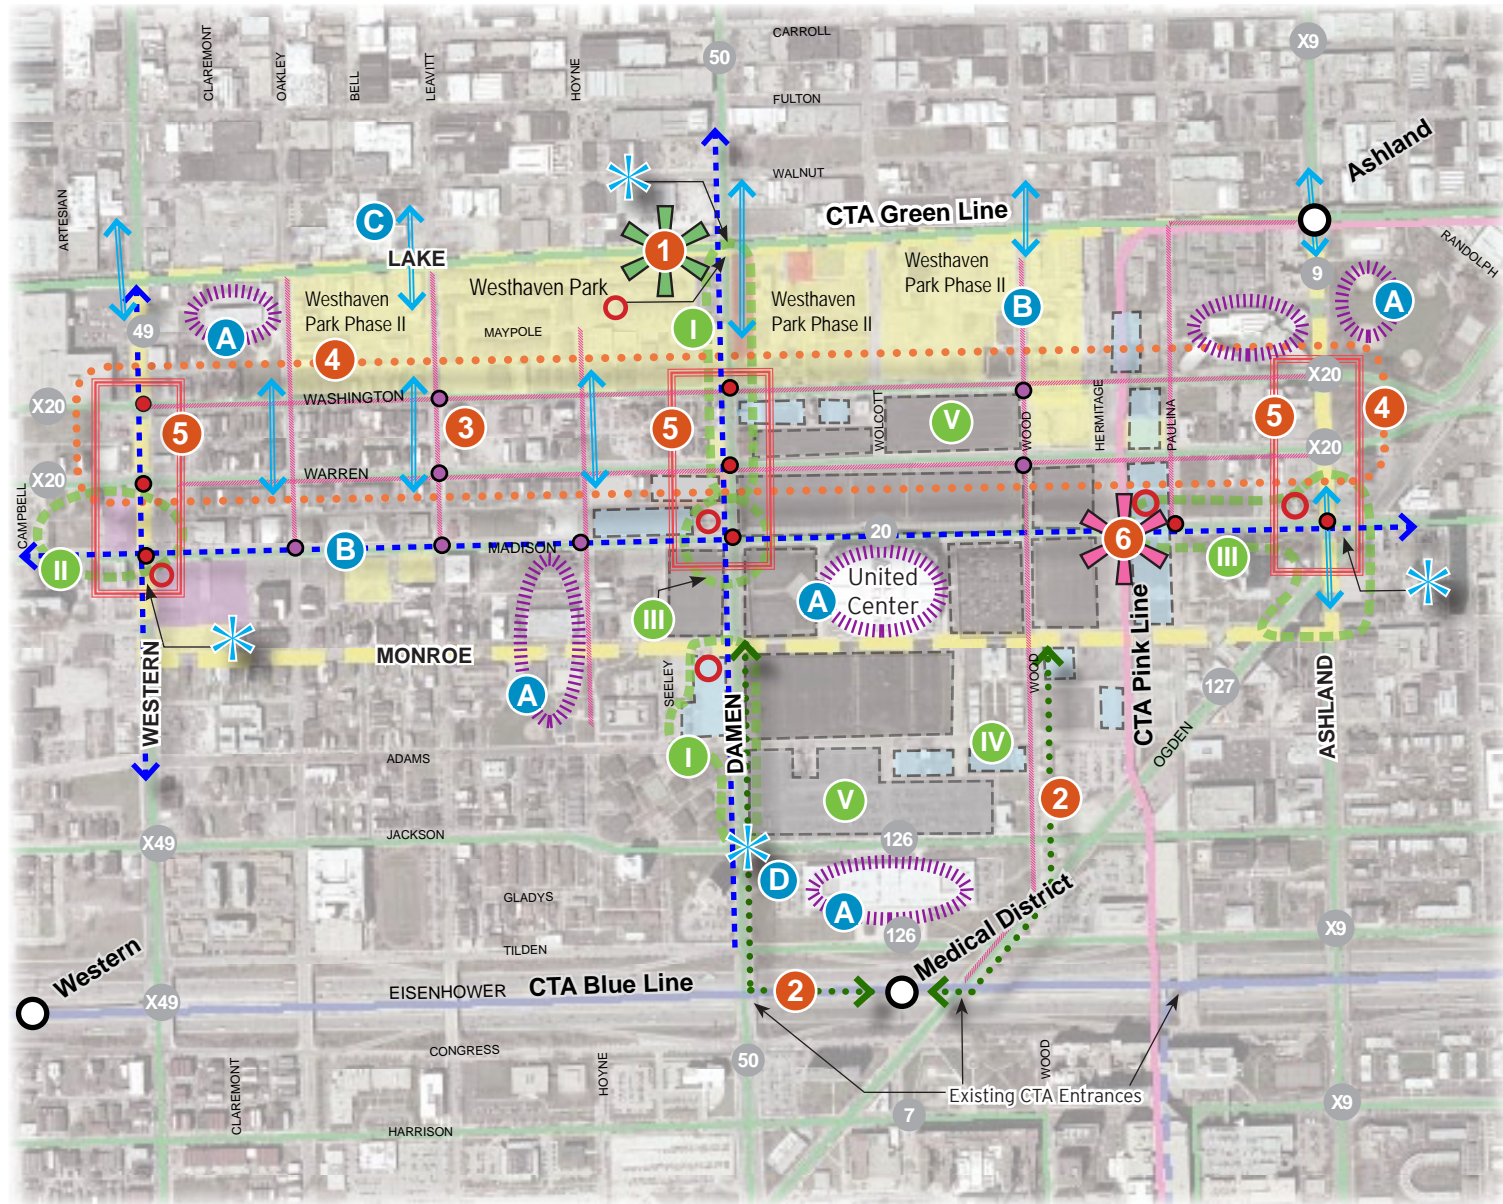 CARROLL
CLAREMONT
OAKLEY
BELL
LEAVITT
HOYNE
50
X9
FULTON
WALNUT
Ashland
ARTESIAN
C
CTA Green Line
LAKE
1
RANDOLPH
Westhaven
Park Phase II
Westhaven Park
Westhaven
Park Phase II
Westhaven
Park Phase II
9
A
B
A
49
A
I
MAYPOLE
4
X20
WASHINGTON
X20
5
3
5
WOLCOTT
V
WOOD
HERMITAGE
PAULINA
5
4
X20
WARREN
X20
CAMPBELL
MADISON
B
20
6
II
III
III
United
Center
A
MONROE
WESTERN
A
SEELEY
DAMEN
WOOD
CTA Pink Line
127
OGDEN
ASHLAND
ADAMS
I
IV
V
2
JACKSON
X49
126
GLADYS
D
A
126
TILDEN
Medical District
X9
Western
X49
EISENHOWER
CTA Blue Line
2
CONGRESS
CLAREMONT
HOYNE
50
WOOD
Existing CTA Entrances
7
X9
HARRISON